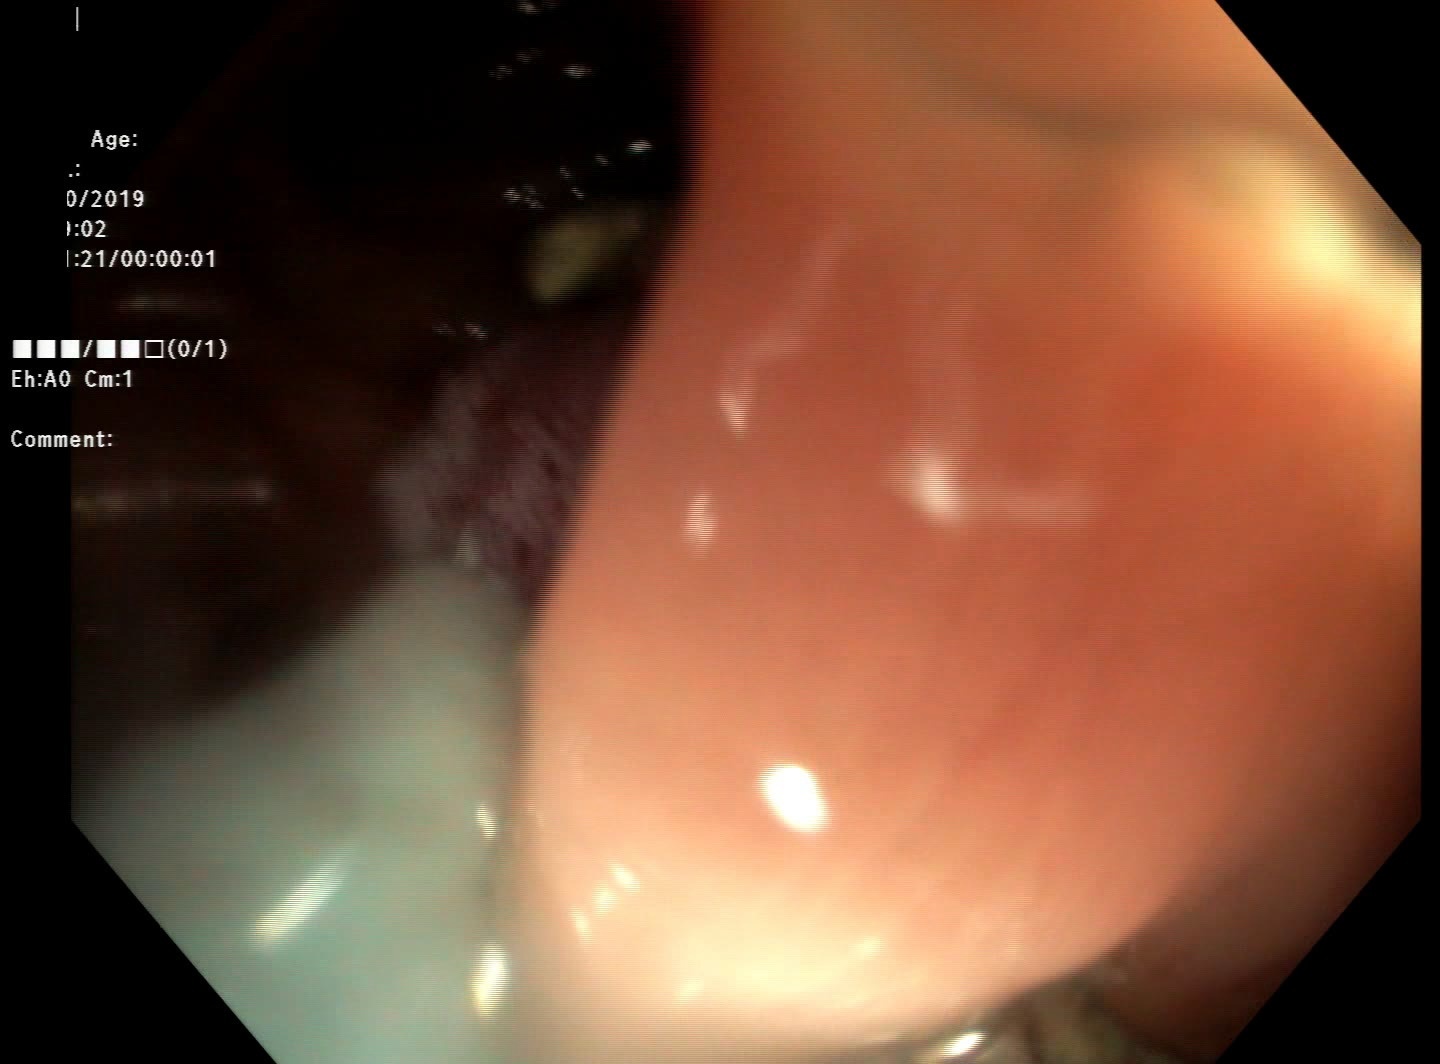 Age:
.:
0/2019
:02
:21/00:00:01
■■■/■■□(0/1)
Eh:A0 Cm:1
Comment: